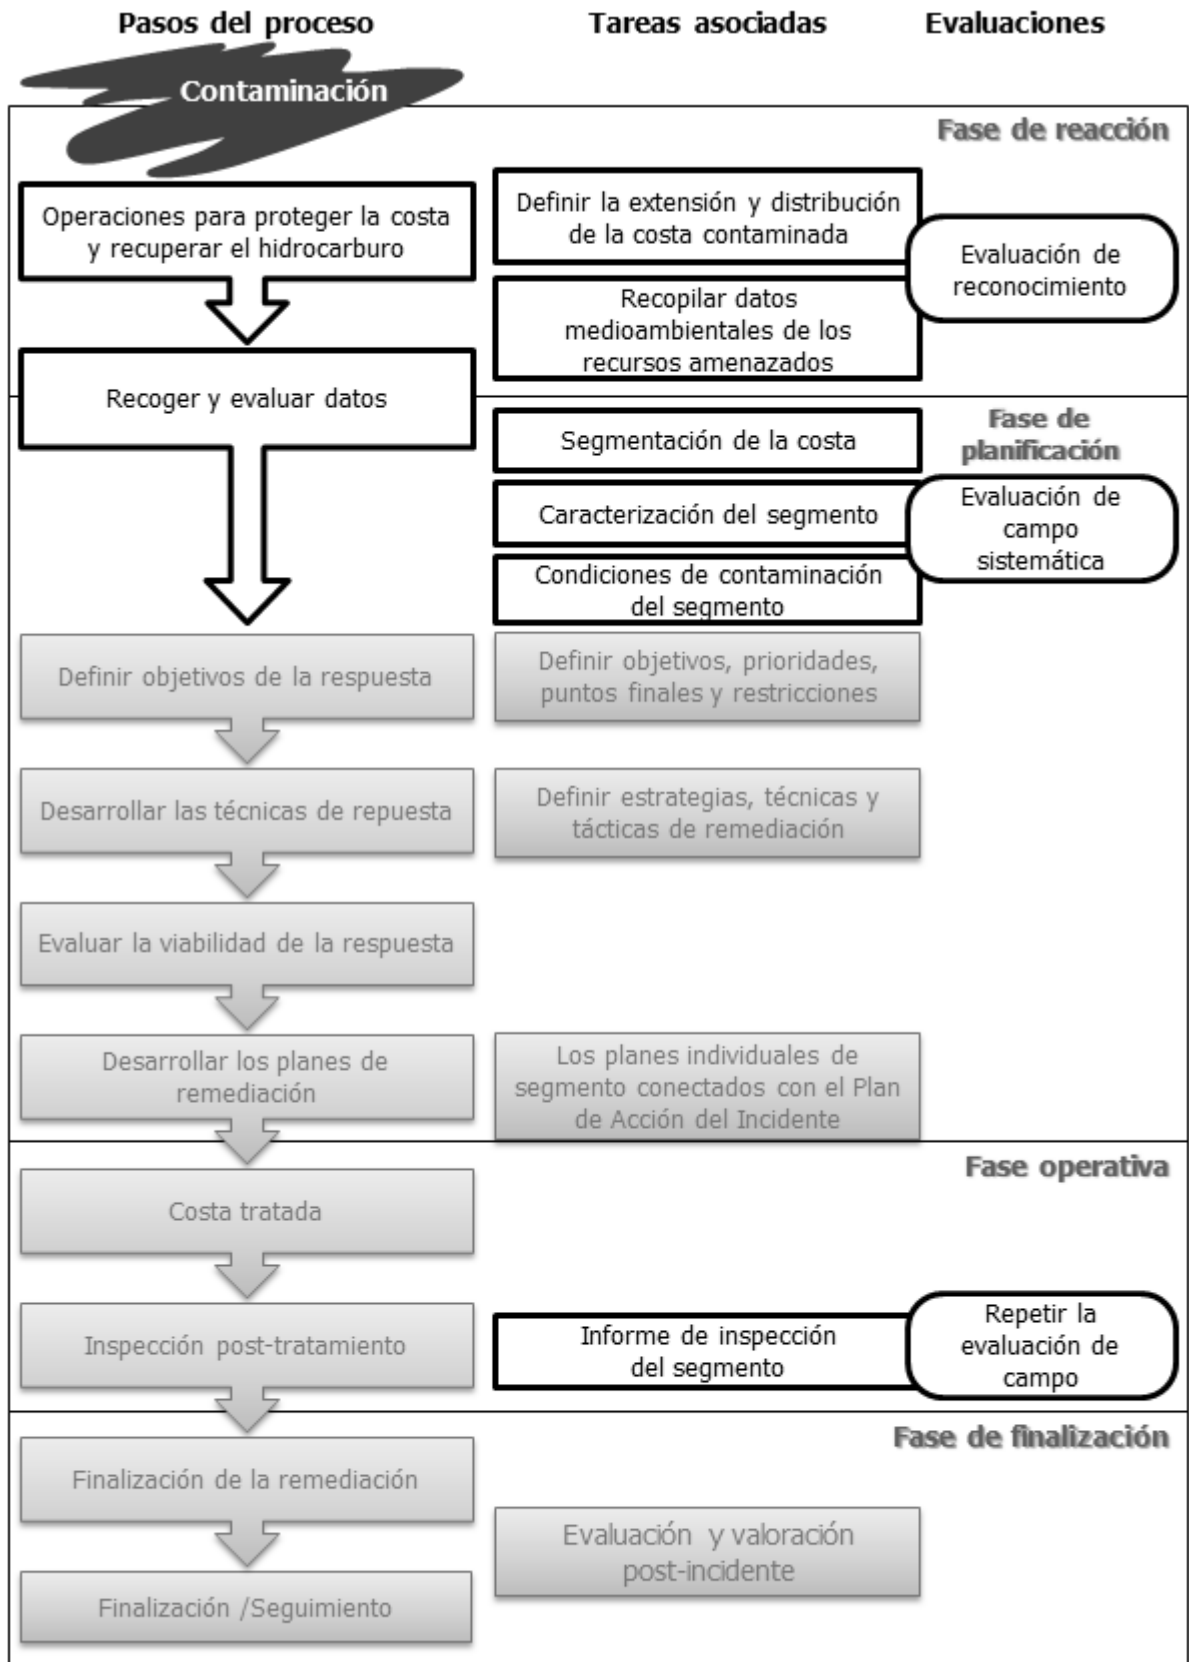 Pasos del proceso
Tareas asociadas
Evaluaciones
Contaminación
Fase de reacción
Operaciones para proteger la costa
y recuperar el hidrocarburo
Definir la extensión y distribución
de la costa contaminada
Evaluación de
reconocimiento
Recopilar datos
medioambientales de los
recursos amenazados
Recoger y evaluar datos
Fase de
planificación
Segmentación de la costa
Caracterización del segmento
Evaluación de
campo
sistemática
Condiciones de contaminación
del segmento
Definir objetivos de la respuesta
Definir objetivos, prioridades,
puntos finales y restricciones
Desarrollar las técnicas de repuesta
Definir estrategias, técnicas y
tácticas de remediación
Evaluar la viabilidad de la respuesta
Desarrollar los planes de
remediación
Los planes individuales de
segmento conectados con el Plan
de Acción del Incidente
Fase operativa
Costa tratada
Inspección post-tratamiento
Informe de inspección
del segmento
Repetir la
evaluación de
campo
Fase de finalización
Finalización de la remediación
Evaluación y valoración
post-incidente
Finalización /Seguimiento